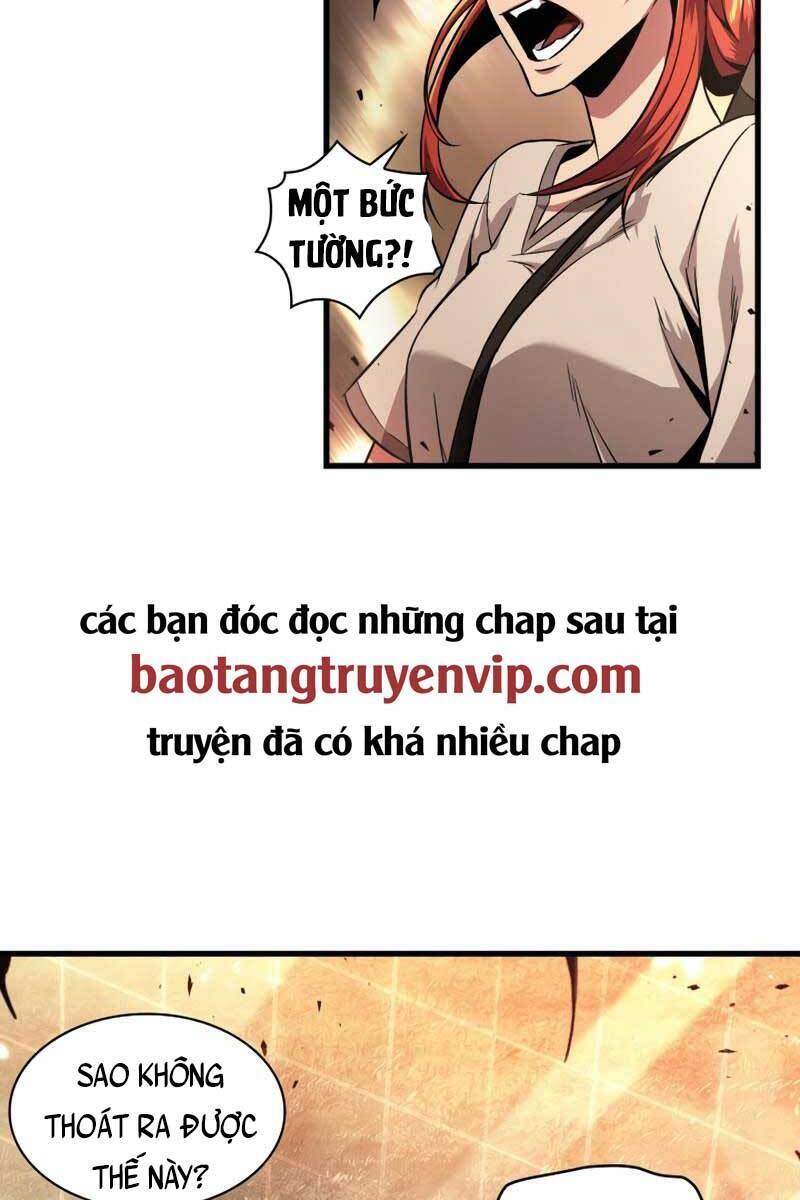 MỘT BỨC
TƯỜNG?!
các bạn đóc đọc những chap sau tại
baotangtruyenvip.com
truyện đã có khá nhiều chap
SAO KHÔNG
THOÁT RA ĐƯỢC
THẾ NÀY?